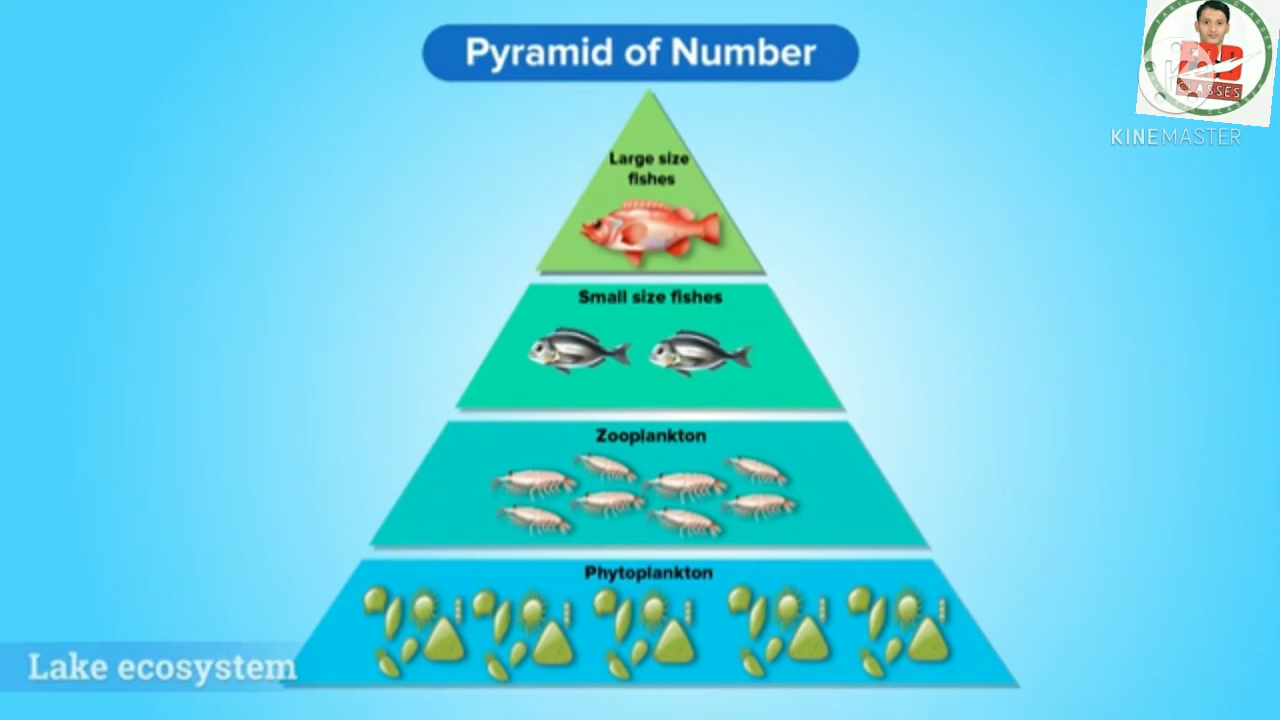 Pyramid of Number
CLASSES
KINEMASTER
Large size
fishes
Small size fishes
Zooplankton
Phytoplankton
Lake ecosystem